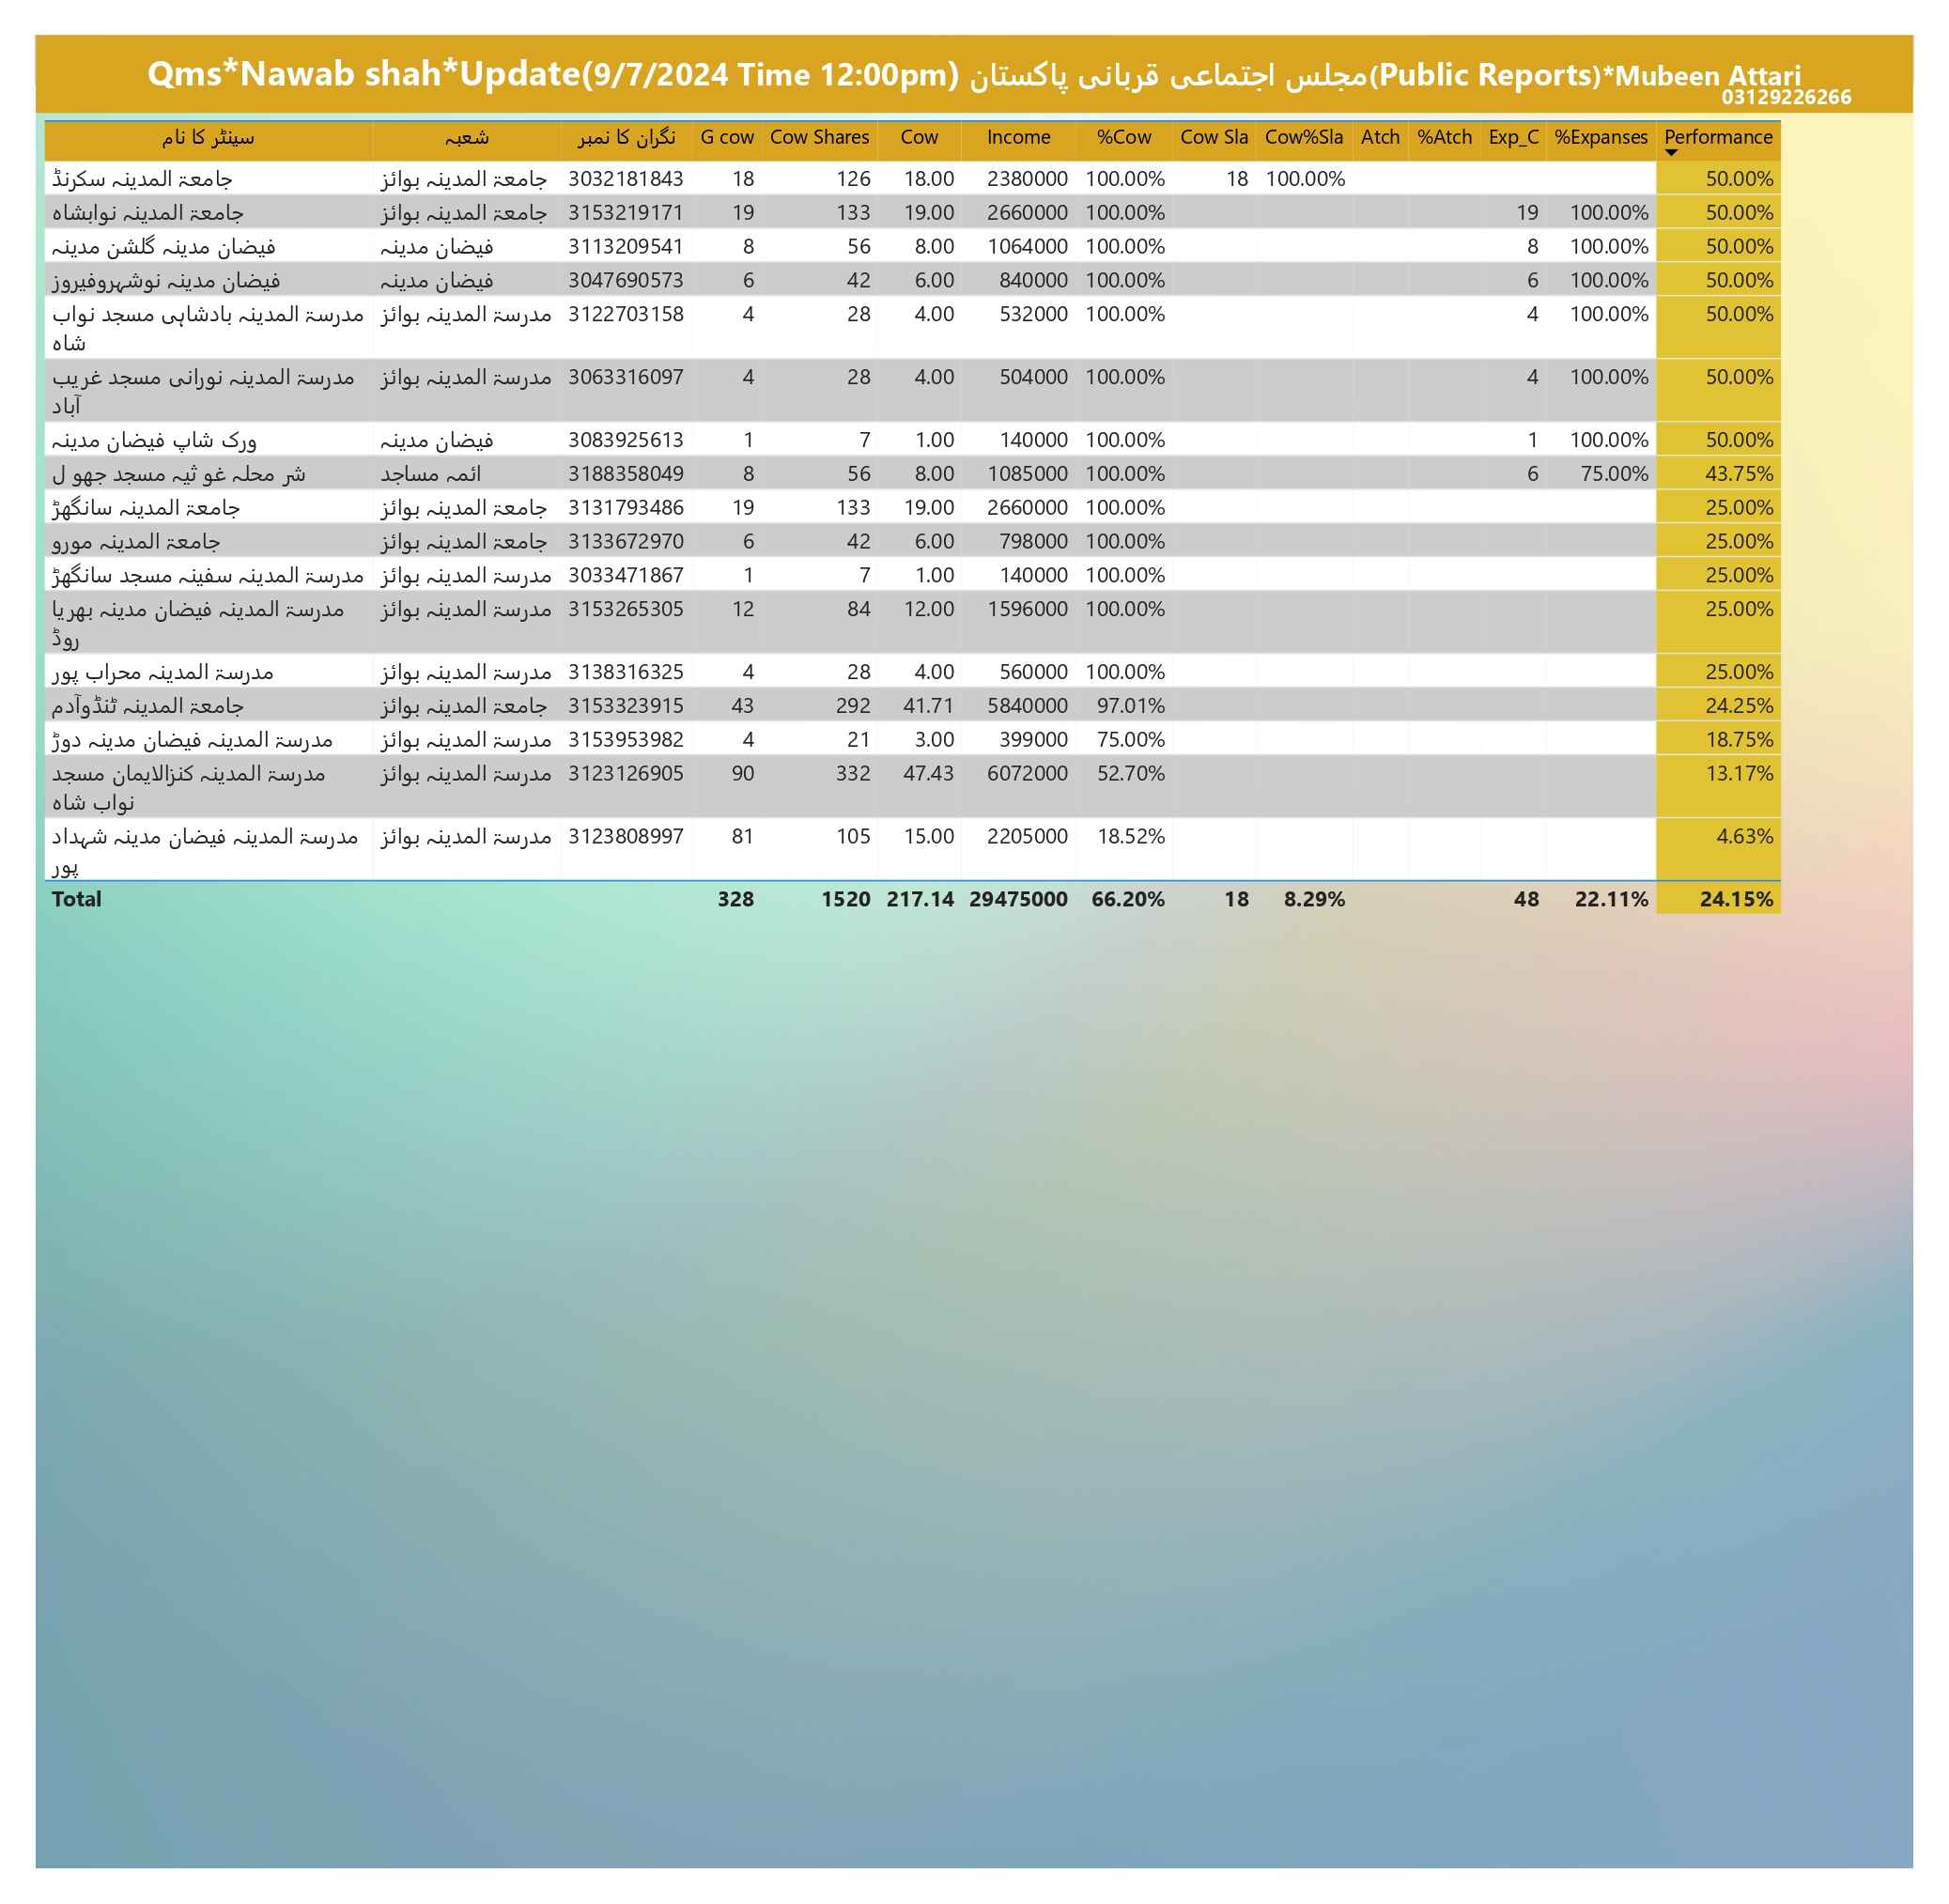 Qms*Nawab shah*Update(9/7/2024 Time 12:00pm) مجلس اجتماعی قربانی پاکستان(Public Reports)*Mubeen Attari
03129226266
سینٹر کا نام شعبہ نگران کا نمبر G cow Cow Shares Cow Income %Cow Cow Sla Cow%Sla Atch %Atch Exp_C %Expanses Performance
جامعۃ المدینہ سکرنڈ جامعۃ المدینہ بوائز 3032181843 18 126 18.00 2380000 100.00% 18 100.00% 50.00%
جامعۃ المدینہ نوابشاہ جامعۃ المدینہ بوائز 3153219171 19 133 19.00 2660000 100.00% 19 100.00% 50.00%
فیضان مدینہ گلشن مدینہ فیضان مدینہ 3113209541 8 56 8.00 1064000 100.00% 8 100.00% 50.00%
فیضان مدینہ نوشہروفیروز فیضان مدینہ 3047690573 6 42 6.00 840000 100.00% 6 100.00% 50.00%
مدرسۃ المدینہ بادشاہی مسجد نواب مدرسۃ المدینہ بوائز 3122703158 4 28 4.00 532000 100.00% 4 100.00% 50.00%
شاہ
مدرسۃ المدینہ نورانی مسجد غریب مدرسۃ المدینہ بوائز 3063316097 4 28 4.00 504000 100.00% 4 100.00% 50.00%
آباد
ورک شاپ فیضان مدینہ فیضان مدینہ 3083925613 1 7 1.00 140000 100.00% 1 100.00% 50.00%
شر محلہ غو ثیہ مسجد جھو ل ائمہ مساجد 3188358049 8 56 8.00 1085000 100.00% 6 75.00% 43.75%
جامعۃ المدینہ سانگھڑ جامعۃ المدینہ بوائز 3131793486 19 133 19.00 2660000 100.00% 25.00%
جامعۃ المدینہ مورو جامعۃ المدینہ بوائز 3133672970 6 42 6.00 798000 100.00% 25.00%
مدرسۃ المدینہ سفینہ مسجد سانگھڑ مدرسۃ المدینہ بوائز 3033471867 1 7 1.00 140000 100.00% 25.00%
مدرسۃ المدینہ فیضان مدینہ بھریا مدرسۃ المدینہ بوائز 3153265305 12 84 12.00 1596000 100.00% 25.00%
روڈ
مدرسۃ المدینہ محراب پور مدرسۃ المدینہ بوائز 3138316325 4 28 4.00 560000 100.00% 25.00%
جامعۃ المدینہ ٹنڈوآدم جامعۃ المدینہ بوائز 3153323915 43 292 41.71 5840000 97.01% 24.25%
مدرسۃ المدینہ فیضان مدینہ دوڑ مدرسۃ المدینہ بوائز 3153953982 4 21 3.00 399000 75.00% 18.75%
مدرسۃ المدینہ کنزالایمان مسجد مدرسۃ المدینہ بوائز 3123126905 90 332 47.43 6072000 52.70% 13.17%
نواب شاہ
مدرسۃ المدینہ فیضان مدینہ شہداد مدرسۃ المدینہ بوائز 3123808997 81 105 15.00 2205000 18.52% 4.63%
پور
Total 328 1520 217.14 29475000 66.20% 18 8.29% 48 22.11% 24.15%